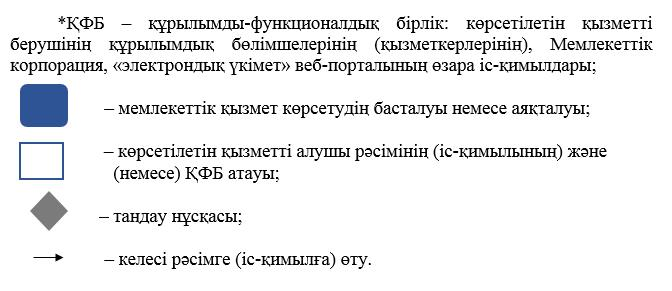 *ҚФБ – құрылымды-функционалдық бірлік: көрсетілетін қызметті
берушінің құрылымдық бөлімшелерінің (қызметкерлерінің), Мемлекеттік
корпорация, «электрондық үкімет» веб-порталының өзара іс-қимылдары;
– мемлекеттік қызмет көрсетудің басталуы немесе аяқталуы;
– көрсетілетін қызметті алушы рәсімінің (іс-қимылының) және
(немесе) ҚФБ атауы;
– таңдау нұсқасы;
– келесі рәсімге (іс-қимылға) өту.